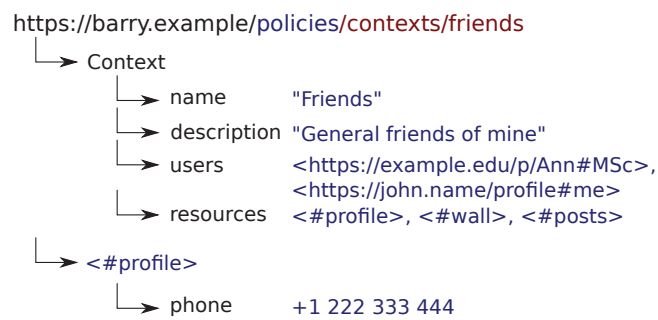 https://barry.example/policies/contexts/friends
Context
name "Friends"
description "General friends of mine"
users <https://example.edu/p/Ann#MSc>,
<https://john.name/profile#me>
resources <#profile>, <#wall>, <#posts>
<#profile>
phone +1 222 333 444